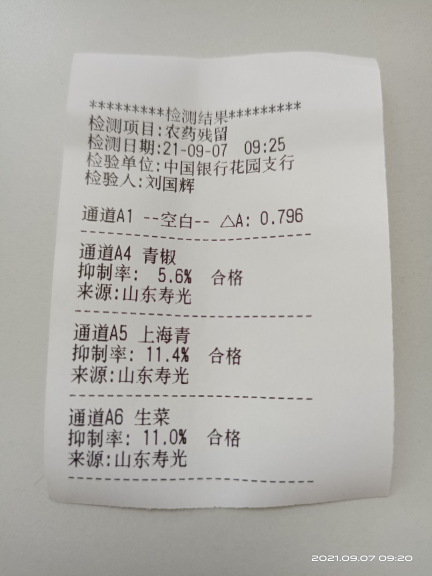 *********检测结果*********
检测项目:农药残留
检测日期:21-09-07 09:25
检验单位:中国银行花园支行
检验人:刘国辉
通道A1 --空白-- △A: 0.796
通道A4 青椒
抑制率: 5.6% 合格
来源:山东寿光
通道A5 上海青
抑制率: 11.4% 合格
来源:山东寿光
通道A6 生菜
抑制率: 11.0% 合格
来源:山东寿光
2021.09.07 09:20